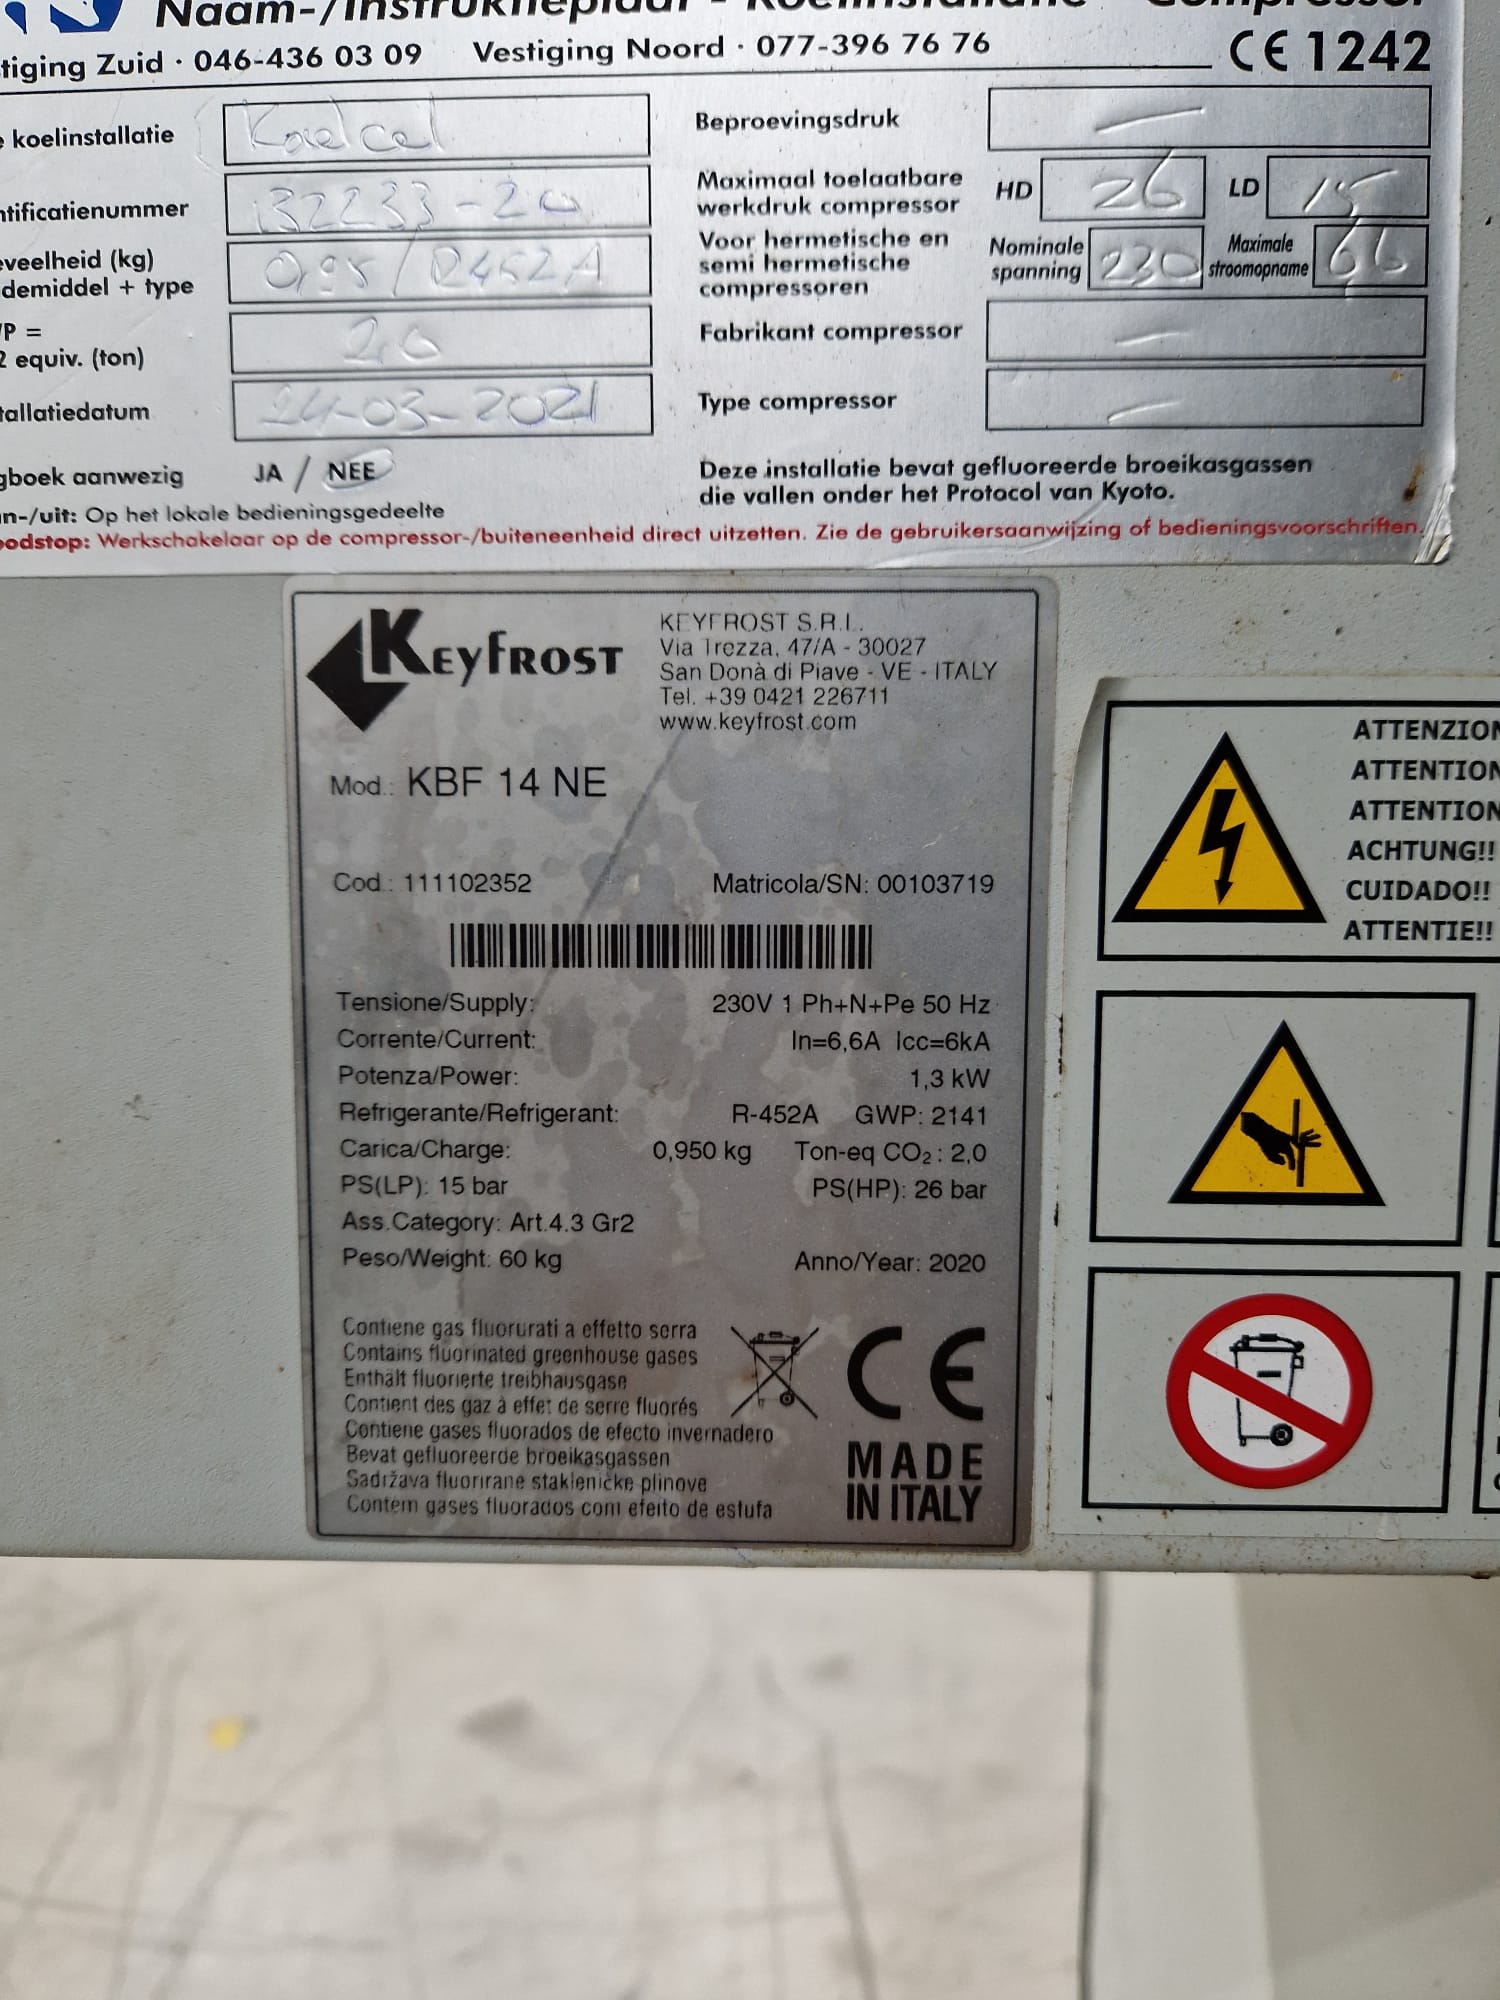 Naam-/Instruktieplaat - Koelinstallatie - Compressor
tiging Zuid · 046-436 03 09 Vestiging Noord · 077-396 76 76
CE 1242
koelinstallatie Koelcel
ntificatienummer 32233-20
veelheid (kg)
demiddel + type 0,95/R452A
P =
2 equiv. (ton) 2,0
tallatiedatum 24-03-2021
gboek aanwezig JA / NEE
n-/uit: Op het lokale bedieningsgedeelte
odstop: Werkschakelaar op de compressor-/buiteneenheid direct uitzetten. Zie de gebruikersaanwijzing of bedieningsvoorschriften.
Beproevingsdruk —
Maximaal toelaatbare
werkdruk compressor HD 26 LD 15
Voor hermetische en
semi hermetische
compressoren
Nominale
spanning 230
Maximale
stroomopname 6,6
Fabrikant compressor —
Type compressor —
Deze installatie bevat gefluoreerde broeikasgassen
die vallen onder het Protocol van Kyoto.
KEYFROST
KEYFROST S.R.L.
Via Trezza, 47/A - 30027
San Donà di Piave - VE - ITALY
Tel. +39 0421 226711
www.keyfrost.com
Mod.: KBF 14 NE
Cod.: 111102352 Matricola/SN: 00103719
Tensione/Supply: 230V 1 Ph+N+Pe 50 Hz
Corrente/Current: In=6,6A Icc=6kA
Potenza/Power: 1,3 kW
Refrigerante/Refrigerant: R-452A GWP: 2141
Carica/Charge: 0,950 kg Ton-eq CO₂: 2,0
PS(LP): 15 bar PS(HP): 26 bar
Ass.Category: Art.4.3 Gr2
Peso/Weight: 60 kg Anno/Year: 2020
Contiene gas fluorurati a effetto serra
Contains fluorinated greenhouse gases
Enthält fluorierte treibhausgase
Contient des gaz à effet de serre fluorés
Contiene gases fluorados de efecto invernadero
Bevat gefluoreerde broeikasgassen
Sadržava fluorirane stakleničke plinove
Contem gases fluorados com efeito de estufa
CE
MADE
IN ITALY
ATTENZION
ATTENTION
ATTENTION
ACHTUNG!!
CUIDADO!!
ATTENTIE!!